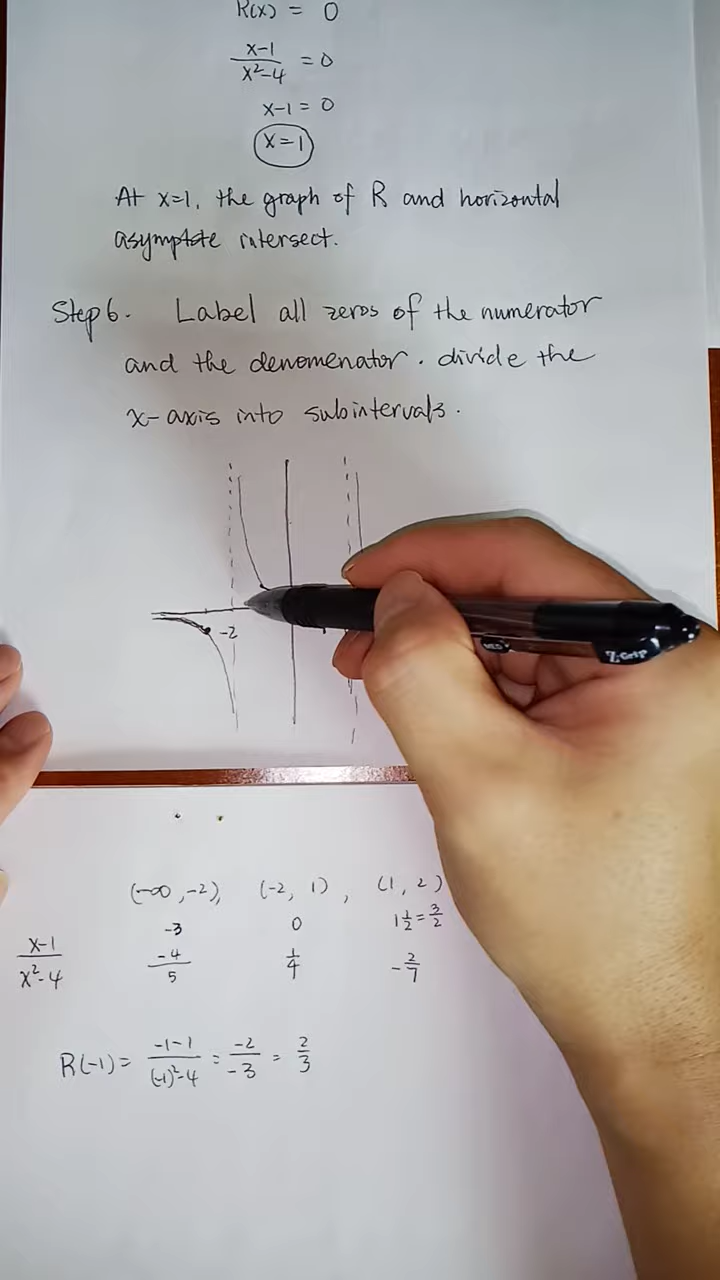 R(x) = 0
x-1 / x²-4 = 0
x-1 = 0
x=1
At x=1, the graph of R and horizontal
asymptote intersect.
Step 6. Label all zeros of the numerator
and the denomenator. divide the
x-axis into subintervals.
-2
Z-Grip
(-∞, -2), (-2, 1), (1, 2)
-3 0 1 1/2 = 3/2
x-1 / x²-4 -4/5 1/4 -2/7
R(-1) = -1-1 / (-1)²-4 = -2/-3 = 2/3